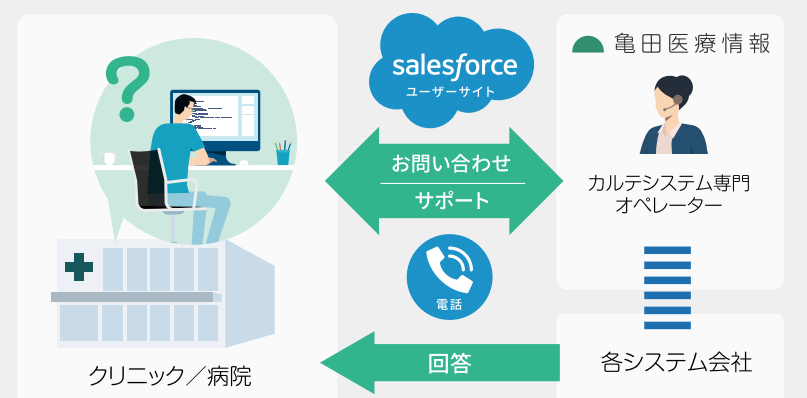 salesforce
ユーザーサイト
亀田医療情報
お問い合わせ
サポート
カルテシステム専門
オペレーター
電話
クリニック／病院
回答
各システム会社